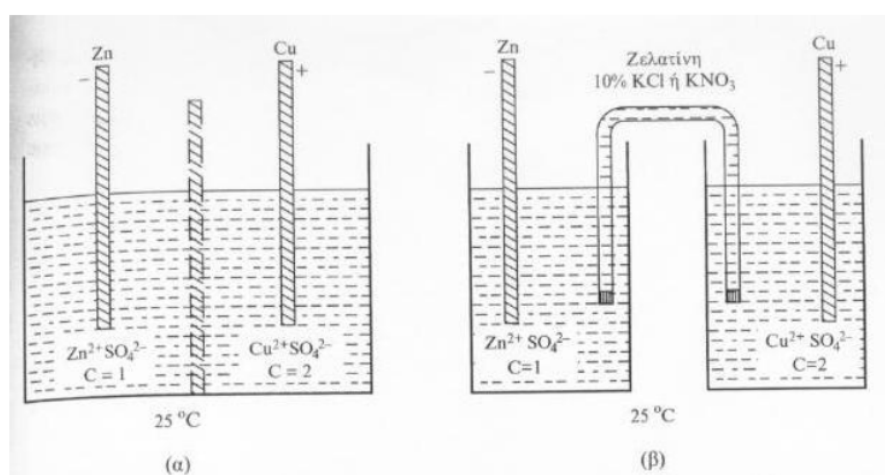 Zn
Cu
−
+
Zn²⁺SO₄²⁻
C = 1
Cu²⁺SO₄²⁻
C = 2
25 °C
(α)
Zn
Cu
−
+
Ζελατίνη
10% KCl ή KNO₃
Zn²⁺ SO₄²⁻
C=1
Cu²⁺ SO₄²⁻
C=2
25 °C
(β)